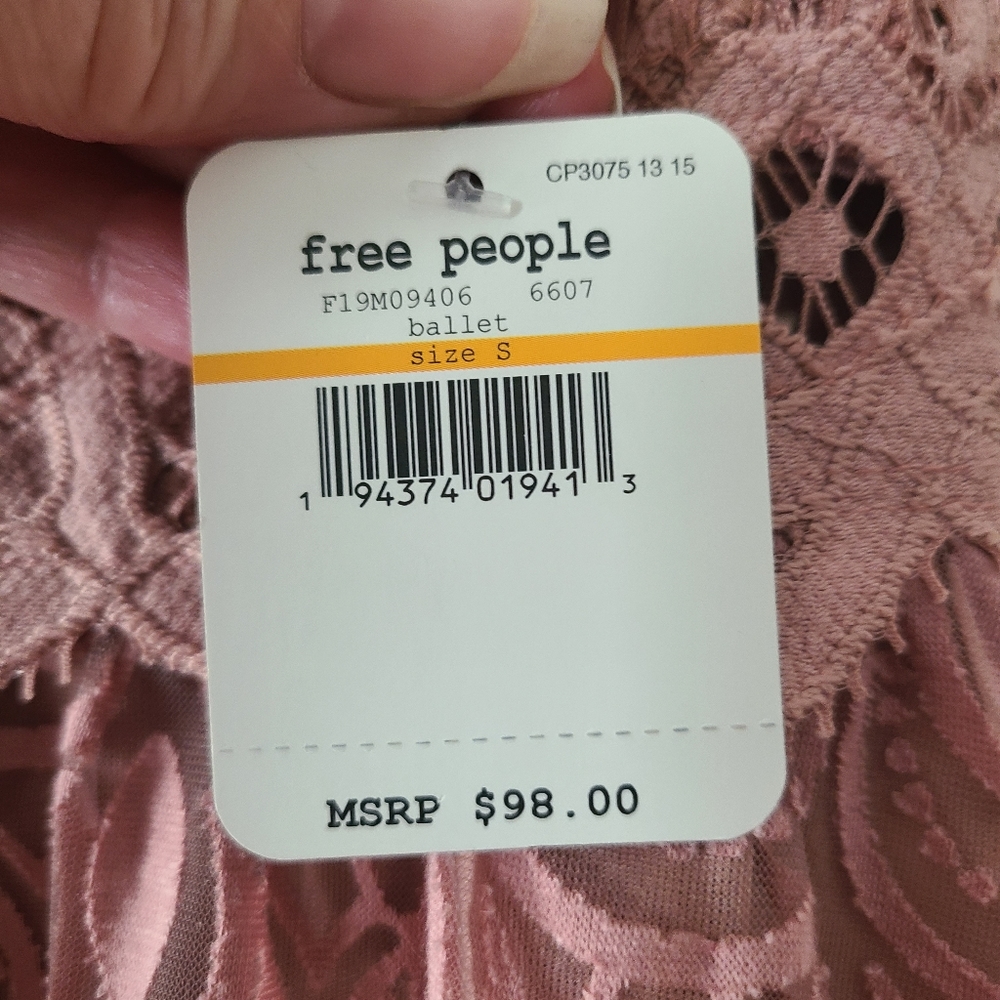 CP3075 13 15
free people
F19M09406 6607
ballet
size S
1 94374 01941 3
MSRP $98.00